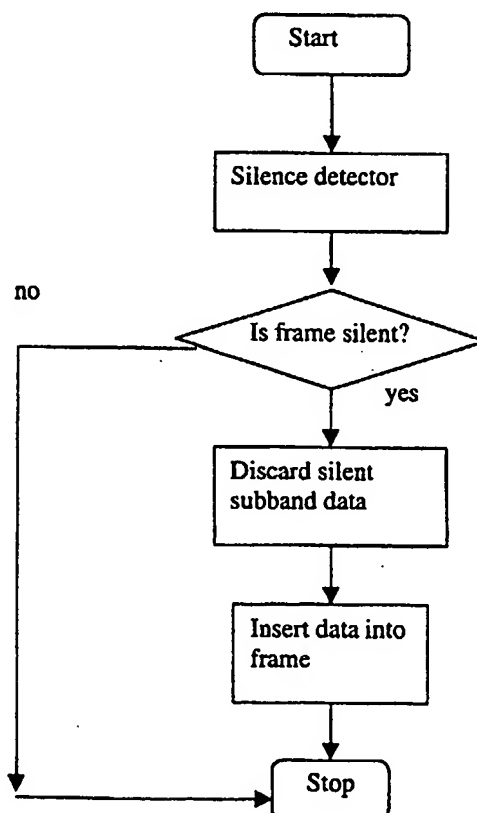 Start
Silence detector
no
Is frame silent?
yes
Discard silent
subband data
Insert data into
frame
Stop